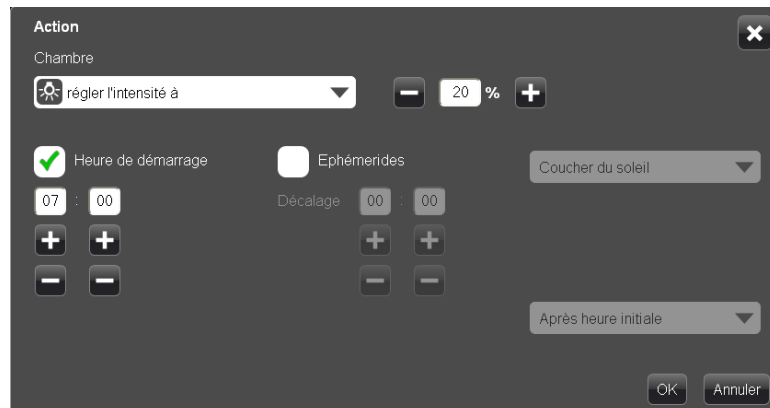 Action
Chambre
régler l'intensité à
20 %
Heure de démarrage
Ephémerides
Coucher du soleil
07 : 00
Décalage 00 : 00
Après heure initiale
OK
Annuler